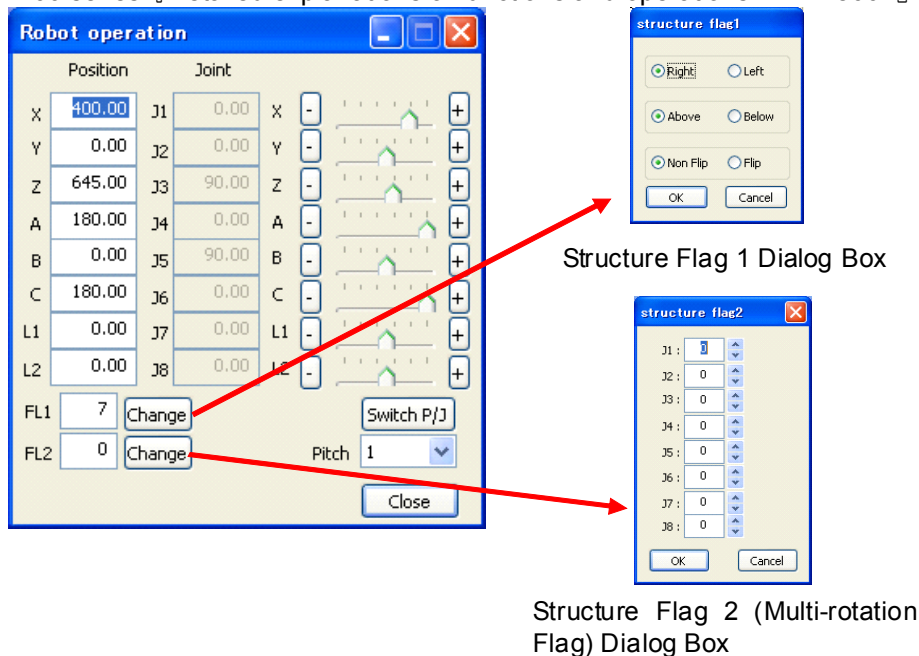 Robot operation
Position Joint
X 400.00 J1 0.00 X - +
Y 0.00 J2 0.00 Y - +
Z 645.00 J3 90.00 Z - +
A 180.00 J4 0.00 A - +
B 0.00 J5 90.00 B - +
C 180.00 J6 0.00 C - +
L1 0.00 J7 0.00 L1 - +
L2 0.00 J8 0.00 L2 - +
FL1 7 Change Switch P/J
FL2 0 Change Pitch 1
Close
structure flag1
Right Left
Above Below
Non Flip Flip
OK Cancel
Structure Flag 1 Dialog Box
structure flag2
J1 : 0
J2 : 0
J3 : 0
J4 : 0
J5 : 0
J6 : 0
J7 : 0
J8 : 0
OK Cancel
Structure Flag 2 (Multi-rotation
Flag) Dialog Box